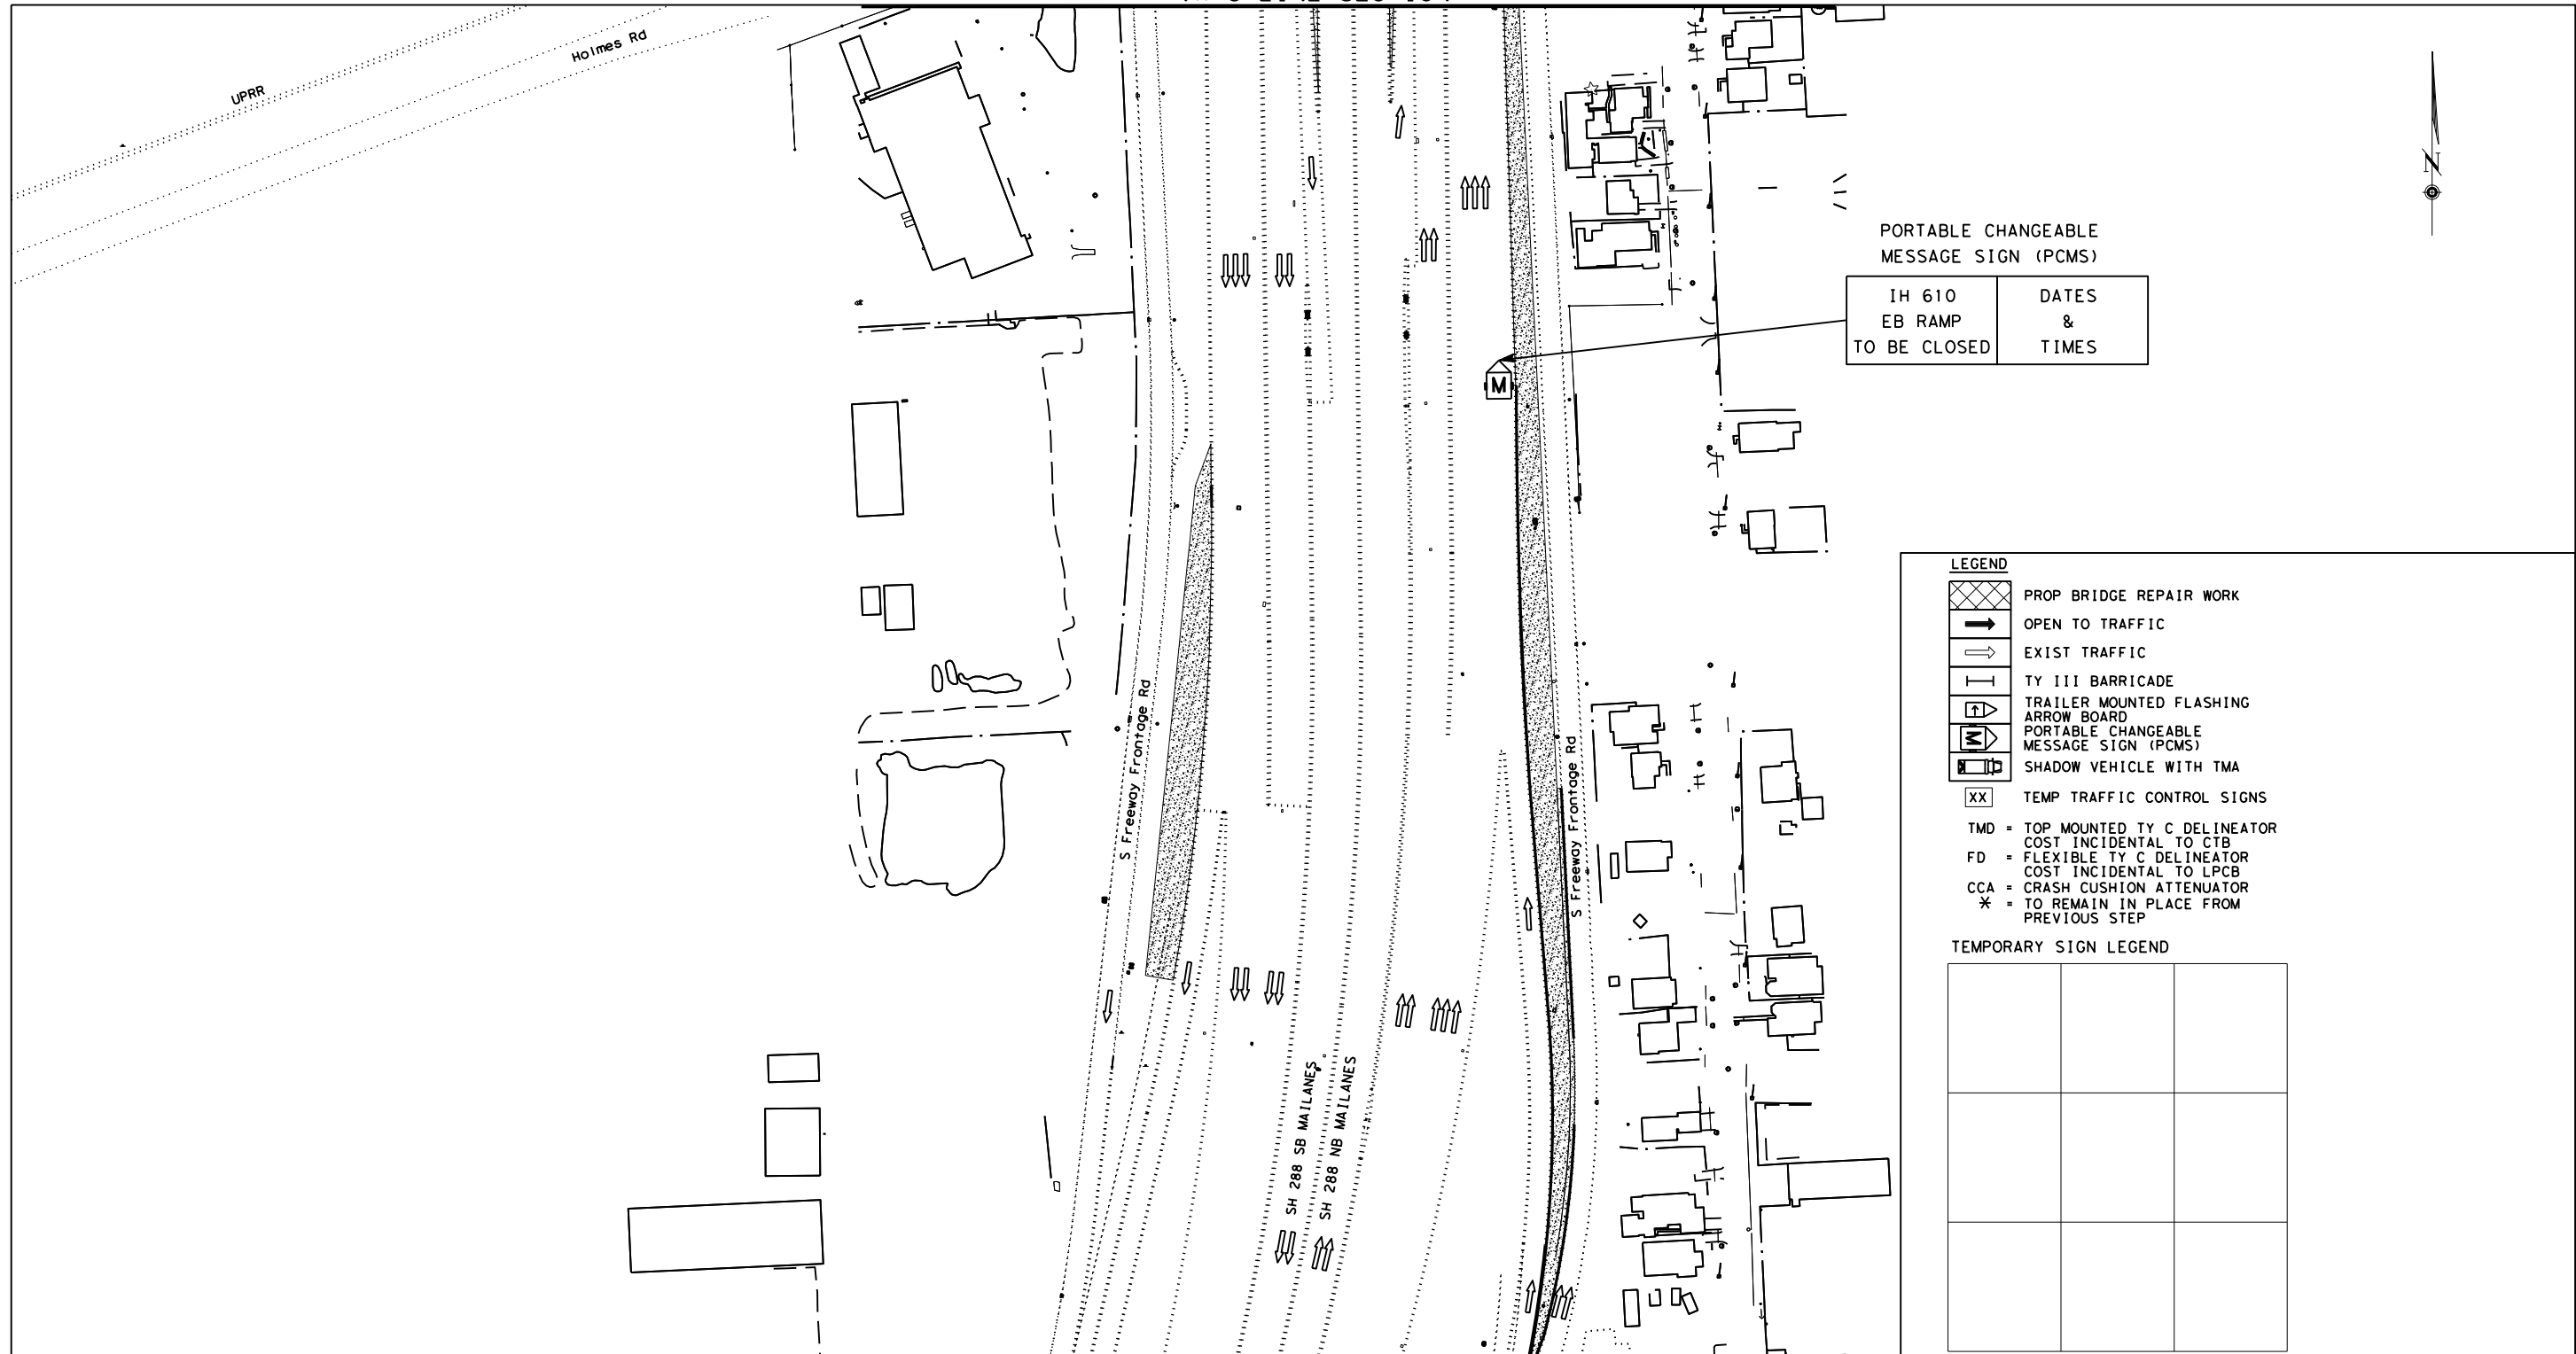 Holmes Rd
UPRR
N
PORTABLE CHANGEABLE
MESSAGE SIGN (PCMS)
IH 610
EB RAMP
TO BE CLOSED
DATES
&
TIMES
M
S Freeway Frontage Rd
S Freeway Frontage Rd
SH 288 SB MAILANES
SH 288 NB MAILANES
LEGEND
PROP BRIDGE REPAIR WORK
OPEN TO TRAFFIC
EXIST TRAFFIC
TY III BARRICADE
TRAILER MOUNTED FLASHING
ARROW BOARD
M PORTABLE CHANGEABLE
MESSAGE SIGN (PCMS)
SHADOW VEHICLE WITH TMA
XX TEMP TRAFFIC CONTROL SIGNS
TMD = TOP MOUNTED TY C DELINEATOR
COST INCIDENTAL TO CTB
FD = FLEXIBLE TY C DELINEATOR
COST INCIDENTAL TO LPCB
CCA = CRASH CUSHION ATTENUATOR
* = TO REMAIN IN PLACE FROM
PREVIOUS STEP
TEMPORARY SIGN LEGEND